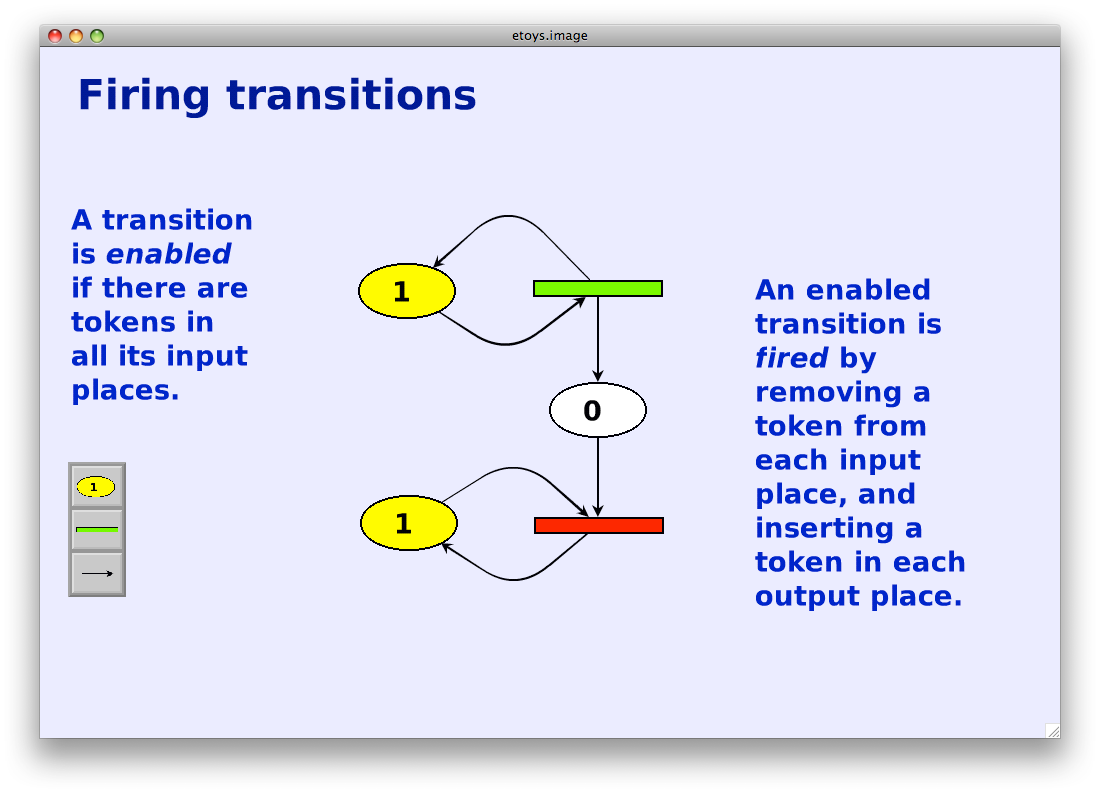 etoys.image
Firing transitions
A transition
is enabled
if there are
tokens in
all its input
places.
1
1
0
1
An enabled
transition is
fired by
removing a
token from
each input
place, and
inserting a
token in each
output place.